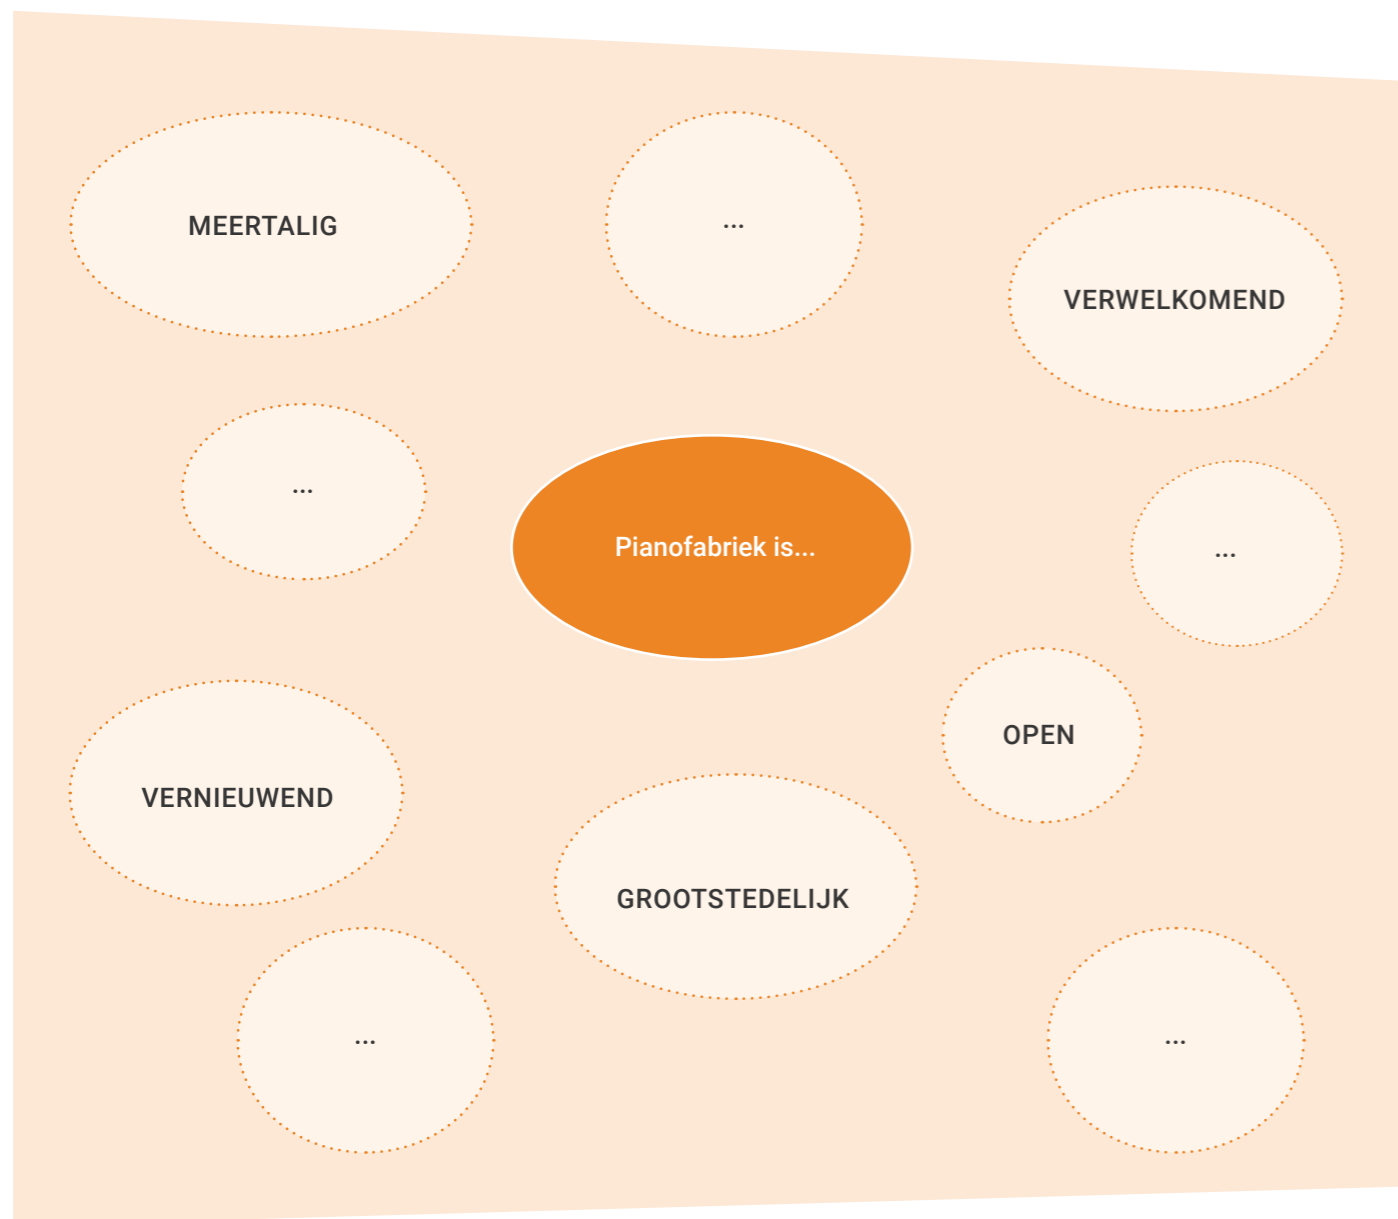 MEERTALIG
...
VERWELKOMEND
...
Pianofabriek is...
...
OPEN
VERNIEUWEND
GROOTSTEDELIJK
...
...